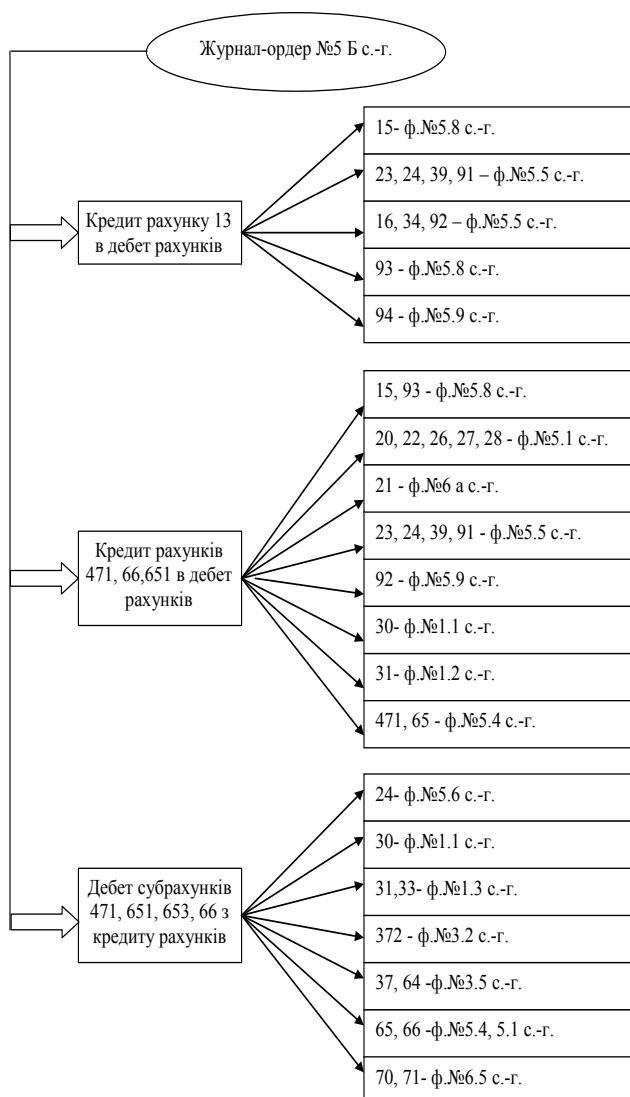 Журнал-ордер №5 Б с.-г.
Кредит рахунку 13
в дебет рахунків
15- ф.№5.8 с.-г.
23, 24, 39, 91 – ф.№5.5 с.-г.
16, 34, 92 – ф.№5.5 с.-г.
93 - ф.№5.8 с.-г.
94 - ф.№5.9 с.-г.
Кредит рахунків
471, 66,651 в дебет
рахунків
15, 93 - ф.№5.8 с.-г.
20, 22, 26, 27, 28 - ф.№5.1 с.-г.
21 - ф.№6 а с.-г.
23, 24, 39, 91 - ф.№5.5 с.-г.
92 - ф.№5.9 с.-г.
30- ф.№1.1 с.-г.
31- ф.№1.2 с.-г.
471, 65 - ф.№5.4 с.-г.
Дебет субрахунків
471, 651, 653, 66 з
кредиту рахунків
24- ф.№5.6 с.-г.
30- ф.№1.1 с.-г.
31,33- ф.№1.3 с.-г.
372 - ф.№3.2 с.-г.
37, 64 -ф.№3.5 с.-г.
65, 66 -ф.№5.4, 5.1 с.-г.
70, 71- ф.№6.5 с.-г.